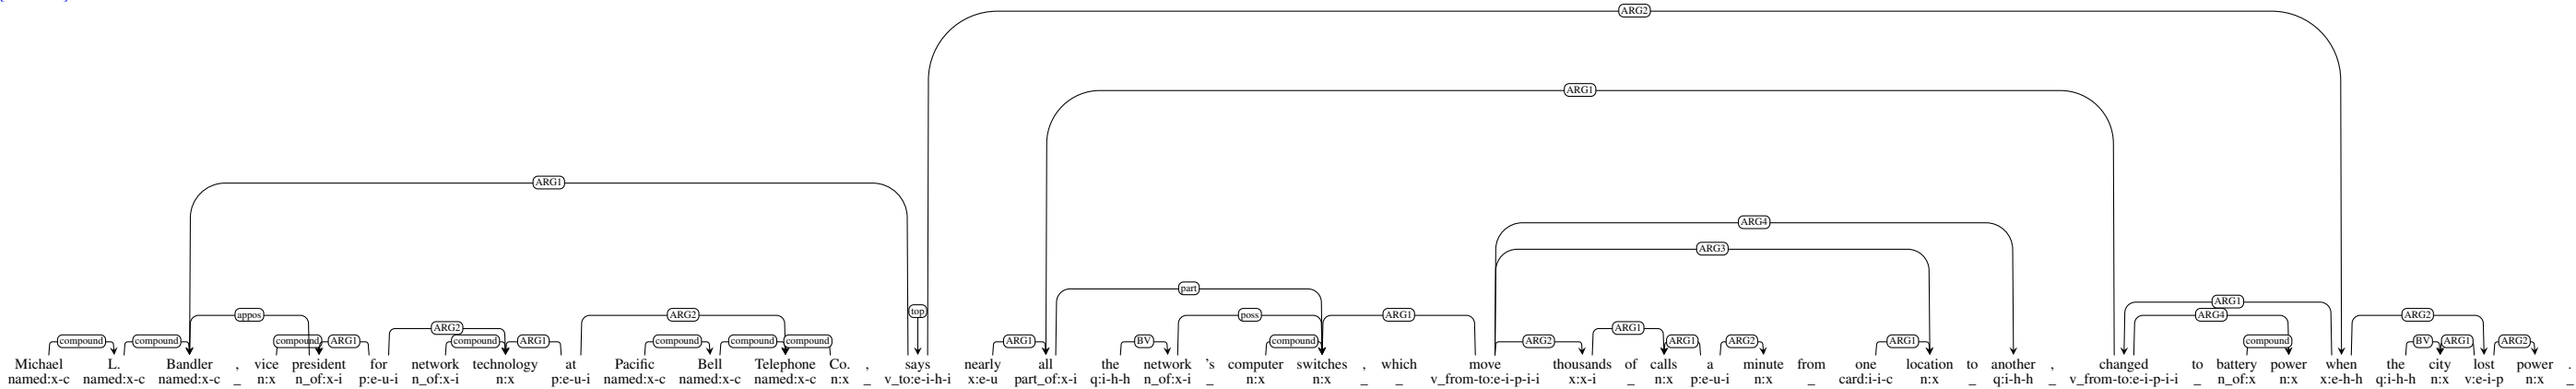 ARG2
ARG1
ARG1
ARG4
ARG3
part
ARG1
top appos ARG2 poss ARG1 ARG4 ARG2
ARG2 ARG1
compound compound compound ARG1 compound ARG1 compound compound compound ARG1 BV compound ARG2 ARG1 ARG2 ARG1 compound BV ARG1 ARG2
Michael L. Bandler , vice president for network technology at Pacific Bell Telephone Co. , says nearly all the network 's computer switches , which move thousands of calls a minute from one location to another , changed to battery power when the city lost power .
named:x-c named:x-c named:x-c _ n:x n_of:x-i p:e-u-i n_of:x-i n:x p:e-u-i named:x-c named:x-c named:x-c n:x _ v_to:e-i-h-i x:e-u part_of:x-i q:i-h-h n_of:x-i _ n:x n:x _ _ v_from-to:e-i-p-i-i x:x-i _ n:x p:e-u-i n:x _ card:i-i-c n:x _ q:i-h-h _ v_from-to:e-i-p-i-i _ n_of:x n:x x:e-h-h q:i-h-h n:x v:e-i-p n:x _